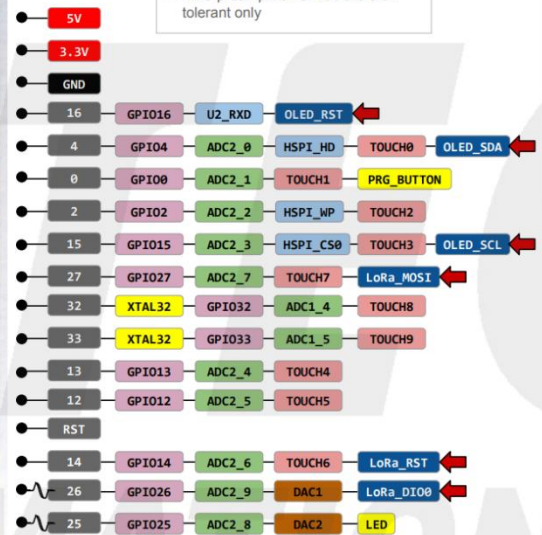 tolerant only
5V
3.3V
GND
16 GPIO16 U2_RXD OLED_RST
4 GPIO4 ADC2_0 HSPI_HD TOUCH0 OLED_SDA
0 GPIO0 ADC2_1 TOUCH1 PRG_BUTTON
2 GPIO2 ADC2_2 HSPI_WP TOUCH2
15 GPIO15 ADC2_3 HSPI_CS0 TOUCH3 OLED_SCL
27 GPIO27 ADC2_7 TOUCH7 LoRa_MOSI
32 XTAL32 GPIO32 ADC1_4 TOUCH8
33 XTAL32 GPIO33 ADC1_5 TOUCH9
13 GPIO13 ADC2_4 TOUCH4
12 GPIO12 ADC2_5 TOUCH5
RST
14 GPIO14 ADC2_6 TOUCH6 LoRa_RST
26 GPIO26 ADC2_9 DAC1 LoRa_DIO0
25 GPIO25 ADC2_8 DAC2 LED